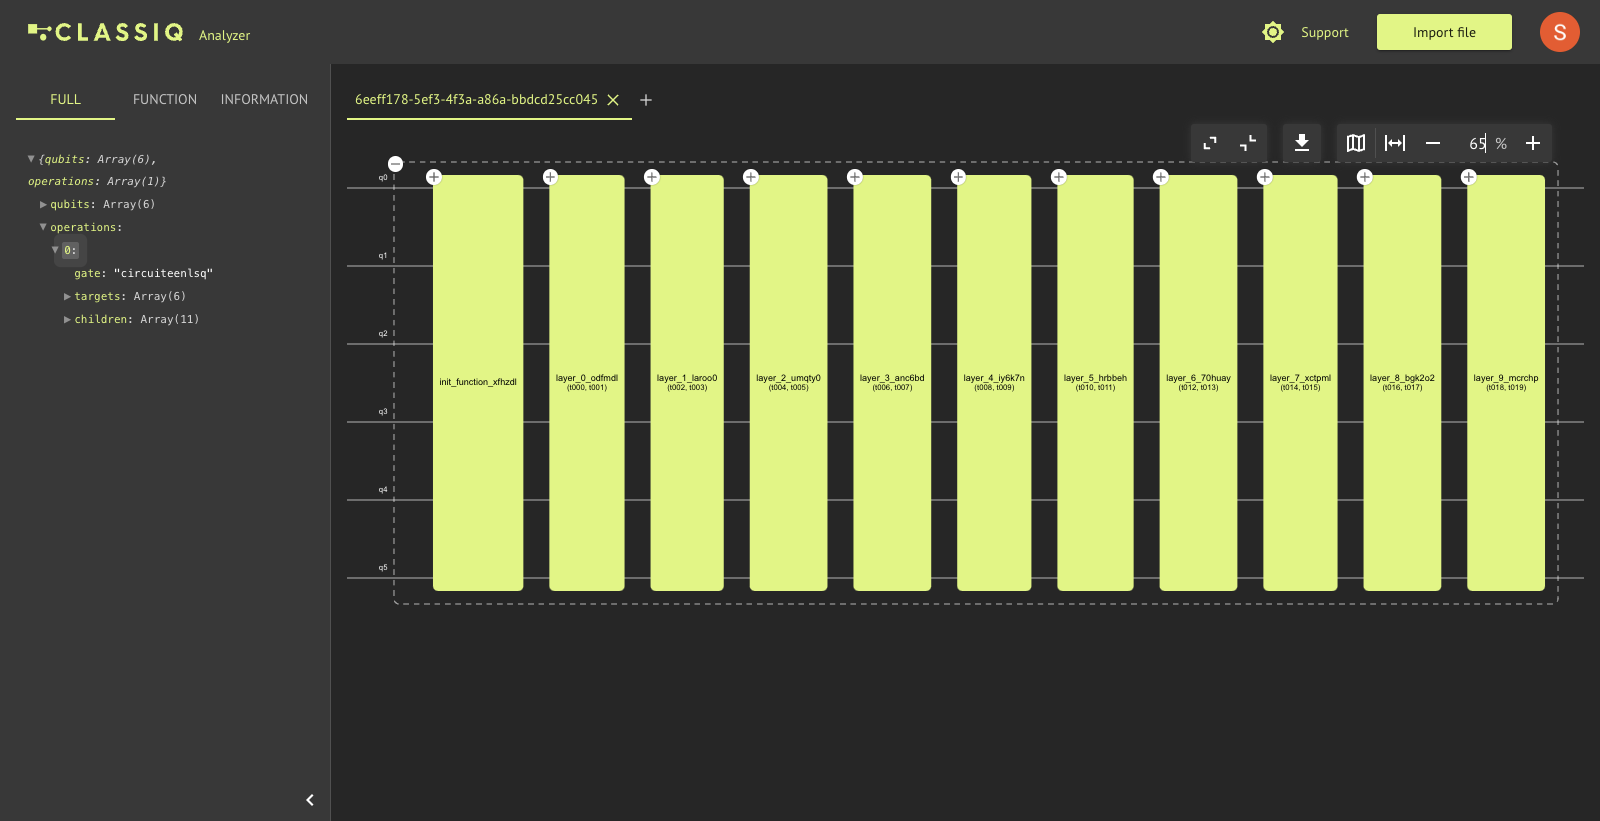 CLASSIQ Analyzer
Support
Import file
S
FULL
FUNCTION
INFORMATION
6eeff178-5ef3-4f3a-a86a-bbdcd25cc045
65 %
▼{qubits: Array(6),
operations: Array(1)}
▶qubits: Array(6)
▼operations:
▼0:
gate: "circuiteenlsq"
▶targets: Array(6)
▶children: Array(11)
q0
q1
q2
q3
q4
q5
init_function_xfhzdl
layer_0_odfmdl
(t000, t001)
layer_1_laroo0
(t002, t003)
layer_2_umqty0
(t004, t005)
layer_3_anc6bd
(t006, t007)
layer_4_iy6k7n
(t008, t009)
layer_5_hrbbeh
(t010, t011)
layer_6_70huay
(t012, t013)
layer_7_xctpml
(t014, t015)
layer_8_bgk2o2
(t016, t017)
layer_9_mcrchp
(t018, t019)